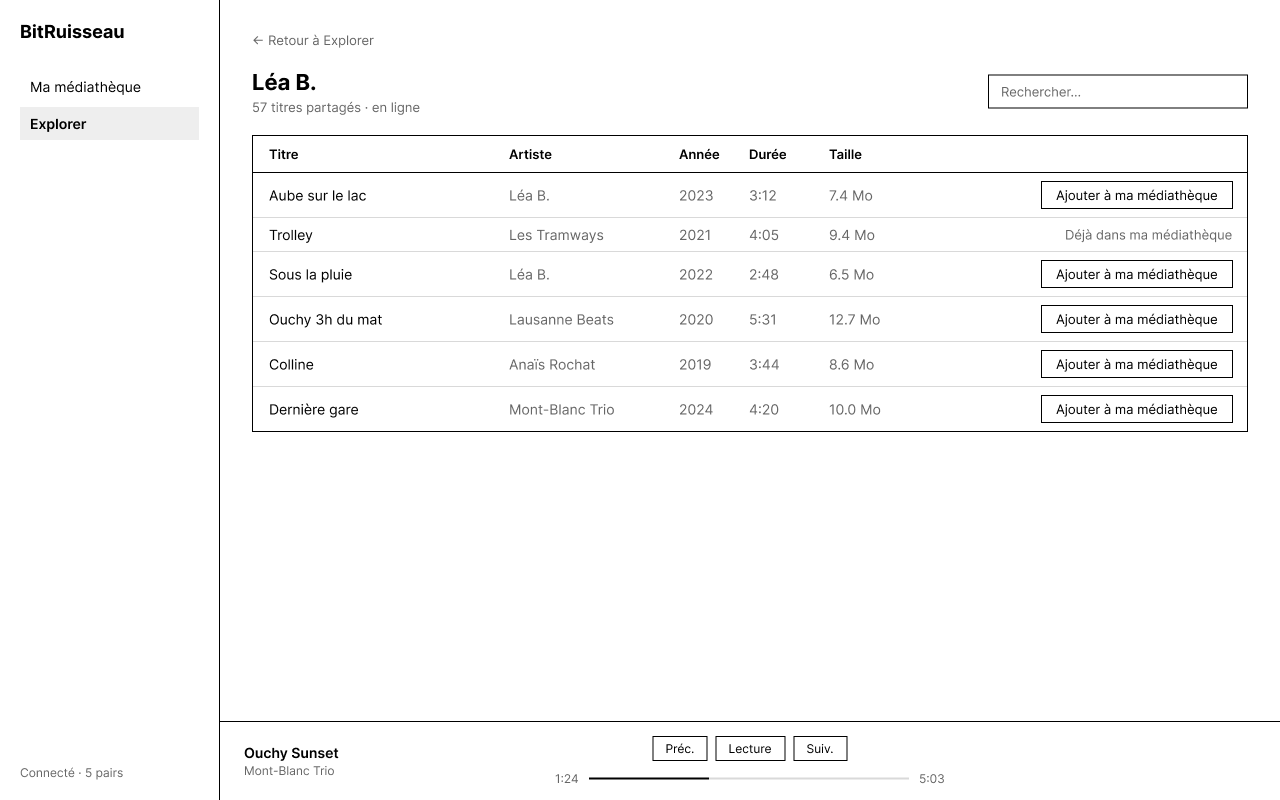 BitRuisseau
Ma médiathèque
Explorer
Connecté · 5 pairs
← Retour à Explorer
Léa B.
57 titres partagés · en ligne
Rechercher...
Titre Artiste Année Durée Taille
Aube sur le lac Léa B. 2023 3:12 7.4 Mo Ajouter à ma médiathèque
Trolley Les Tramways 2021 4:05 9.4 Mo Déjà dans ma médiathèque
Sous la pluie Léa B. 2022 2:48 6.5 Mo Ajouter à ma médiathèque
Ouchy 3h du mat Lausanne Beats 2020 5:31 12.7 Mo Ajouter à ma médiathèque
Colline Anaïs Rochat 2019 3:44 8.6 Mo Ajouter à ma médiathèque
Dernière gare Mont-Blanc Trio 2024 4:20 10.0 Mo Ajouter à ma médiathèque
Ouchy Sunset
Mont-Blanc Trio
Préc. Lecture Suiv.
1:24 5:03